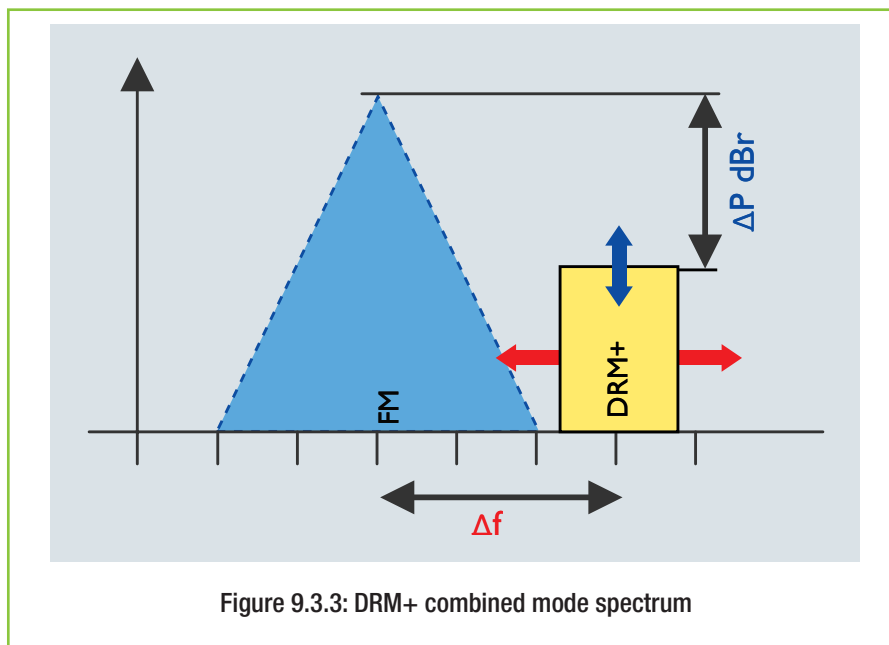 ΔP dBr
FM
DRM+
Δf
Figure 9.3.3: DRM+ combined mode spectrum